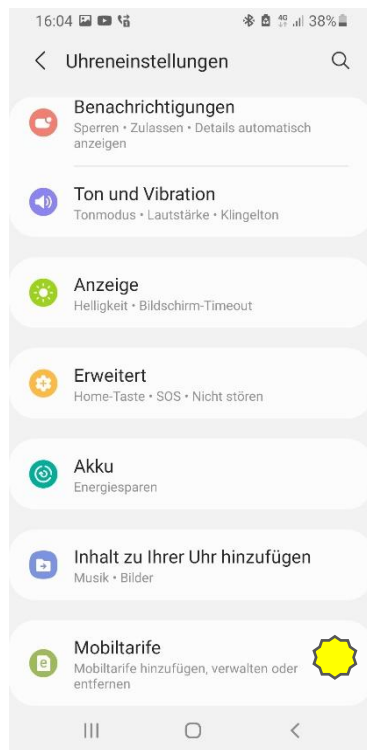 16:04 4G 38%
Uhreneinstellungen
Benachrichtigungen
Sperren • Zulassen • Details automatisch
anzeigen
Ton und Vibration
Tonmodus • Lautstärke • Klingelton
Anzeige
Helligkeit • Bildschirm-Timeout
Erweitert
Home-Taste • SOS • Nicht stören
Akku
Energiesparen
Inhalt zu Ihrer Uhr hinzufügen
Musik • Bilder
e
Mobiltarife
Mobiltarife hinzufügen, verwalten oder
entfernen